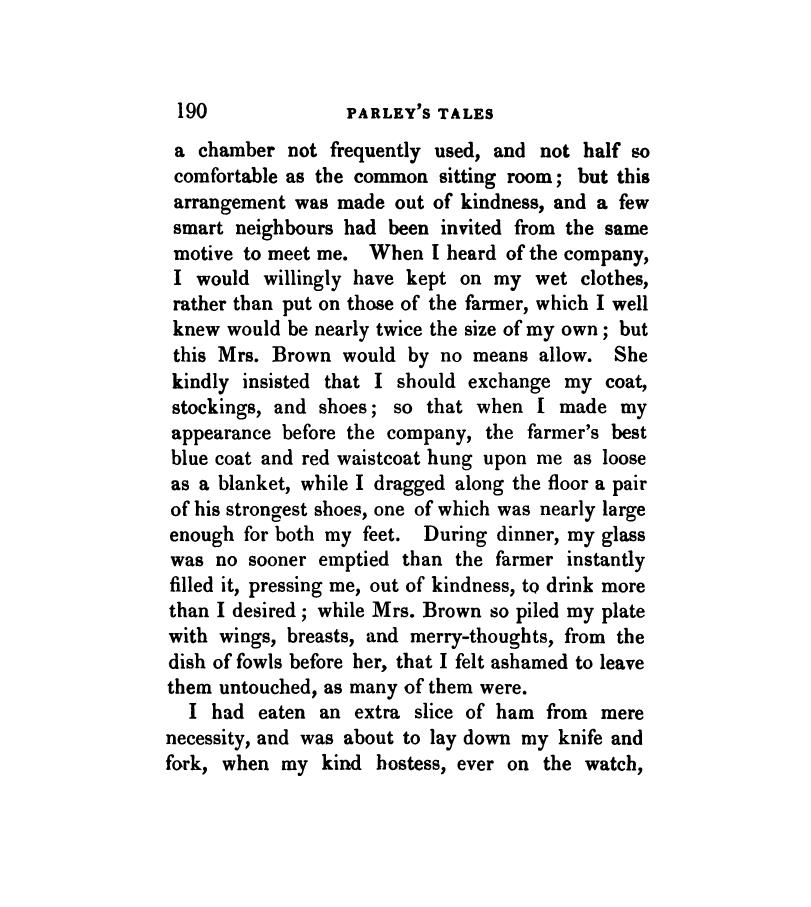 190 PARLEY'S TALES
a chamber not frequently used, and not half so
comfortable as the common sitting room; but this
arrangement was made out of kindness, and a few
smart neighbours had been invited from the same
motive to meet me. When I heard of the company,
I would willingly have kept on my wet clothes,
rather than put on those of the farmer, which I well
knew would be nearly twice the size of my own; but
this Mrs. Brown would by no means allow. She
kindly insisted that I should exchange my coat,
stockings, and shoes; so that when I made my
appearance before the company, the farmer's best
blue coat and red waistcoat hung upon me as loose
as a blanket, while I dragged along the floor a pair
of his strongest shoes, one of which was nearly large
enough for both my feet. During dinner, my glass
was no sooner emptied than the farmer instantly
filled it, pressing me, out of kindness, to drink more
than I desired; while Mrs. Brown so piled my plate
with wings, breasts, and merry-thoughts, from the
dish of fowls before her, that I felt ashamed to leave
them untouched, as many of them were.
I had eaten an extra slice of ham from mere
necessity, and was about to lay down my knife and
fork, when my kind hostess, ever on the watch,